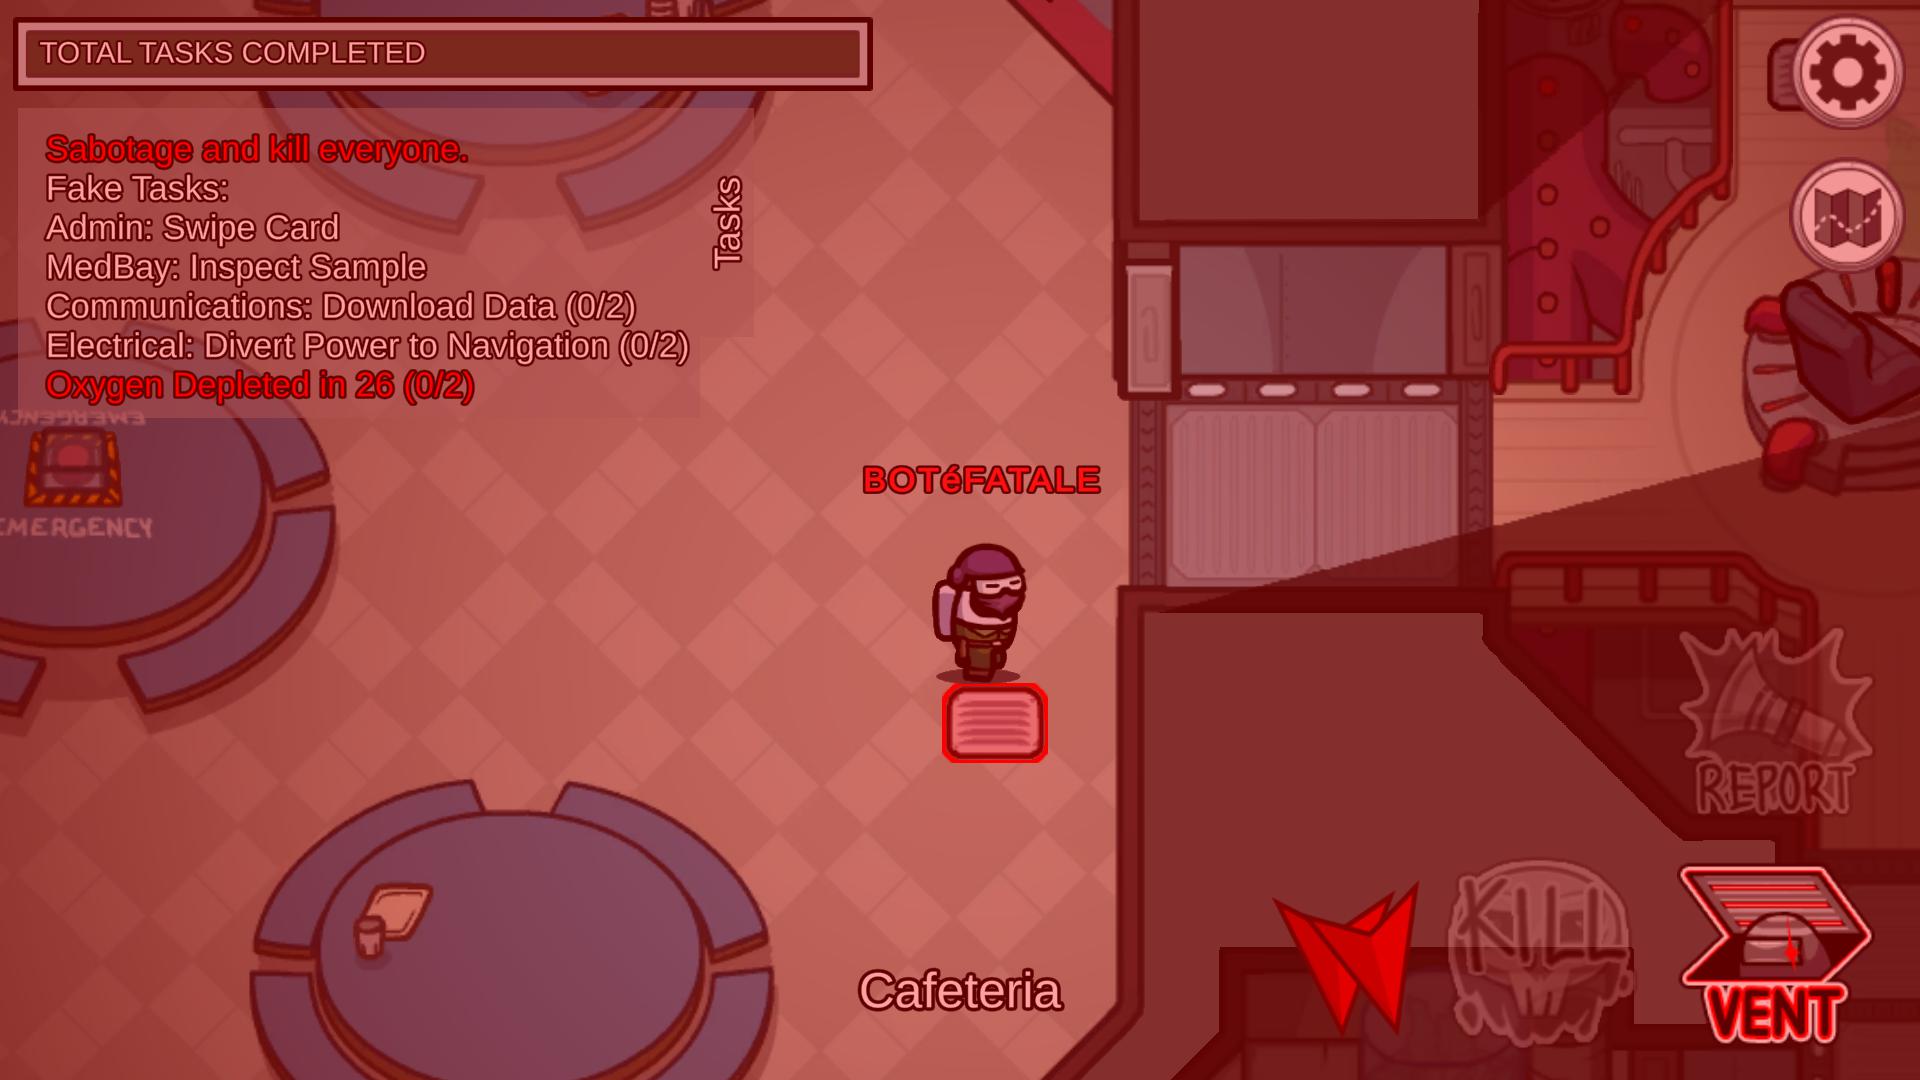 TOTAL TASKS COMPLETED
Sabotage and kill everyone.
Fake Tasks:
Admin: Swipe Card
MedBay: Inspect Sample
Communications: Download Data (0/2)
Electrical: Divert Power to Navigation (0/2)
Oxygen Depleted in 26 (0/2)
Tasks
EMERGENCY
EMERGENCY
BOTéFATALE
REPORT
KILL
VENT
Cafeteria